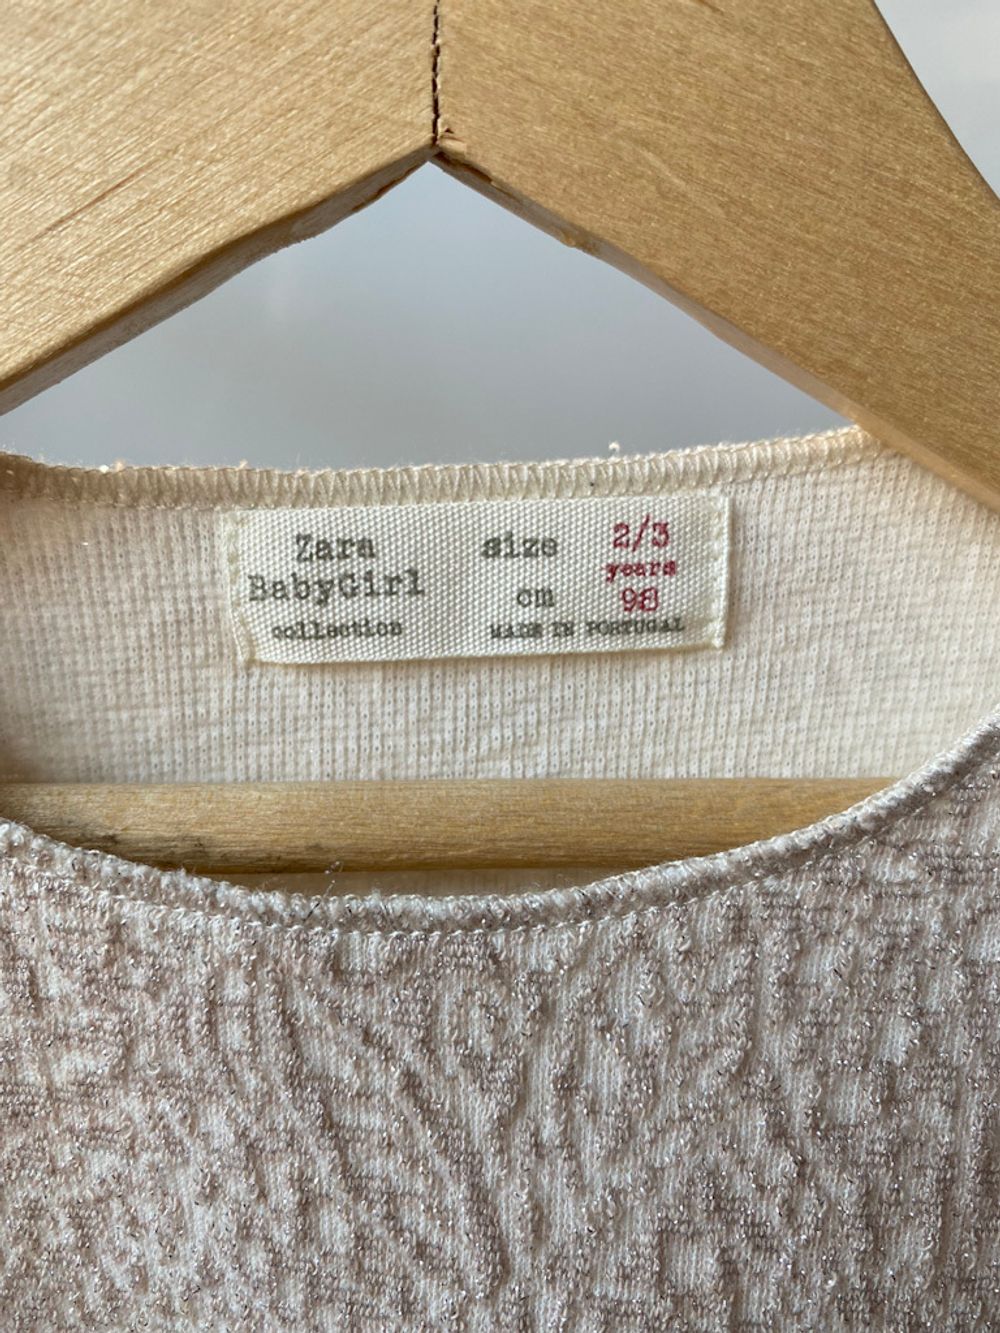 Zara
BabyGirl
collection
size 2/3
years
cm 98
MADE IN PORTUGAL